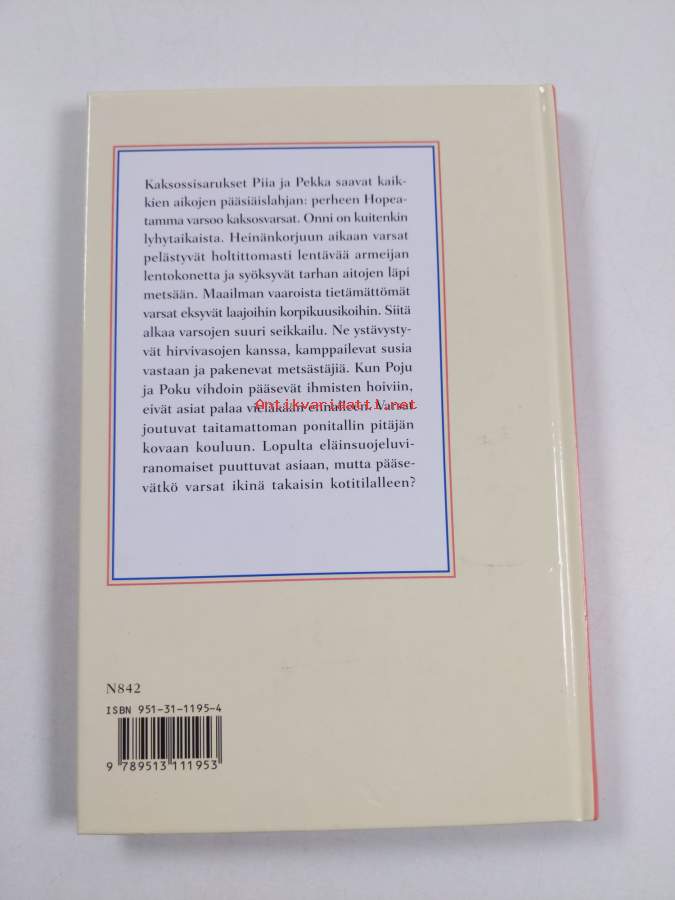 Kaksossisarukset Piia ja Pekka saavat kaik-
kien aikojen pääsiäislahjan: perheen Hopea-
tamma varsoo kaksosvarsat. Onni on kuitenkin
lyhytaikaista. Heinänkorjuun aikaan varsat
pelästyvät holtittomasti lentävää armeijan
lentokonetta ja syöksyvät tarhan aitojen läpi
metsään. Maailman vaaroista tietämättömät
varsat eksyvät laajoihin korpikuusikoihin. Siitä
alkaa varsojen suuri seikkailu. Ne ystävysty-
vät hirvivasojen kanssa, kamppailevat susia
vastaan ja pakenevat metsästäjiä. Kun Poju
ja Poku vihdoin pääsevät ihmisten hoiviin,
Antikvariaatti.net
eivät asiat palaa vieläkään ennalleen. Varsat
joutuvat taitamattoman ponitallin pitäjän
kovaan kouluun. Lopulta eläinsuojeluvi-
ranomaiset puuttuvat asiaan, mutta pääse-
vätkö varsat ikinä takaisin kotitilalleen?
N842
ISBN 951-31-1195-4
9 789513 111953